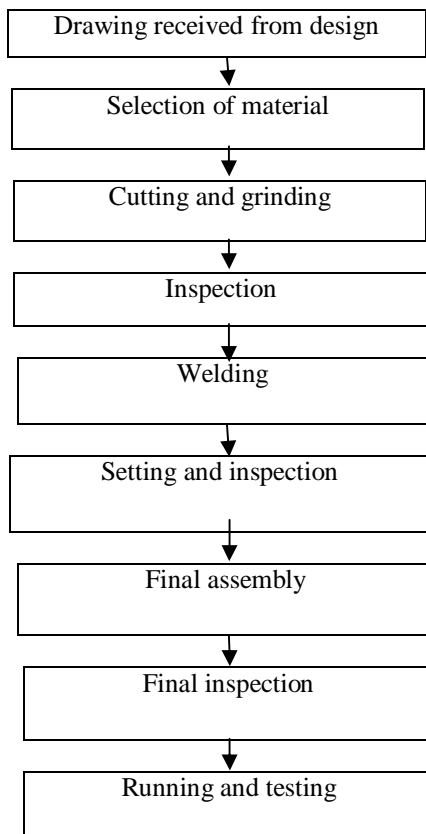 Drawing received from design
Selection of material
Cutting and grinding
Inspection
Welding
Setting and inspection
Final assembly
Final inspection
Running and testing